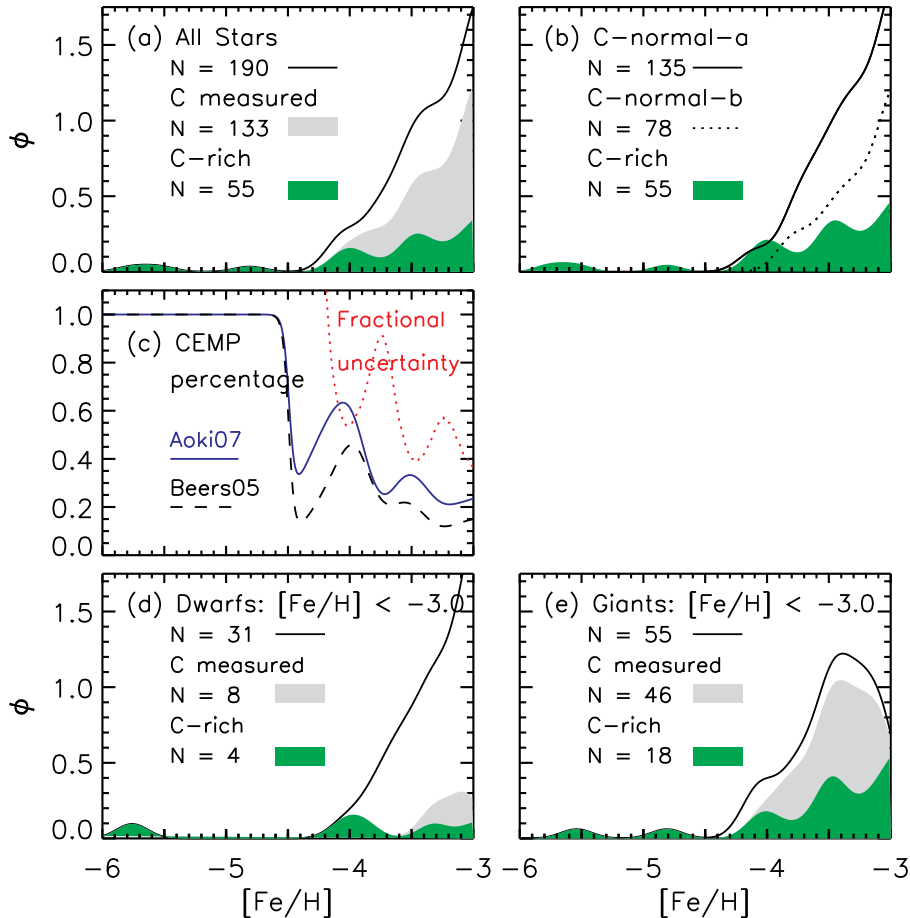 (a) All Stars
N = 190
C measured
N = 133
C-rich
N = 55
1.5
1.0
0.5
0.0
ϕ
(b) C-normal-a
N = 135
C-normal-b
N = 78
C-rich
N = 55
(c) CEMP
percentage
Aoki07
Beers05
Fractional
uncertainty
1.0
0.8
0.6
0.4
0.2
0.0
(d) Dwarfs: [Fe/H] < -3.0
N = 31
C measured
N = 8
C-rich
N = 4
1.5
1.0
0.5
0.0
ϕ
-6
-5
-4
-3
[Fe/H]
(e) Giants: [Fe/H] < -3.0
N = 55
C measured
N = 46
C-rich
N = 18
-6
-5
-4
-3
[Fe/H]